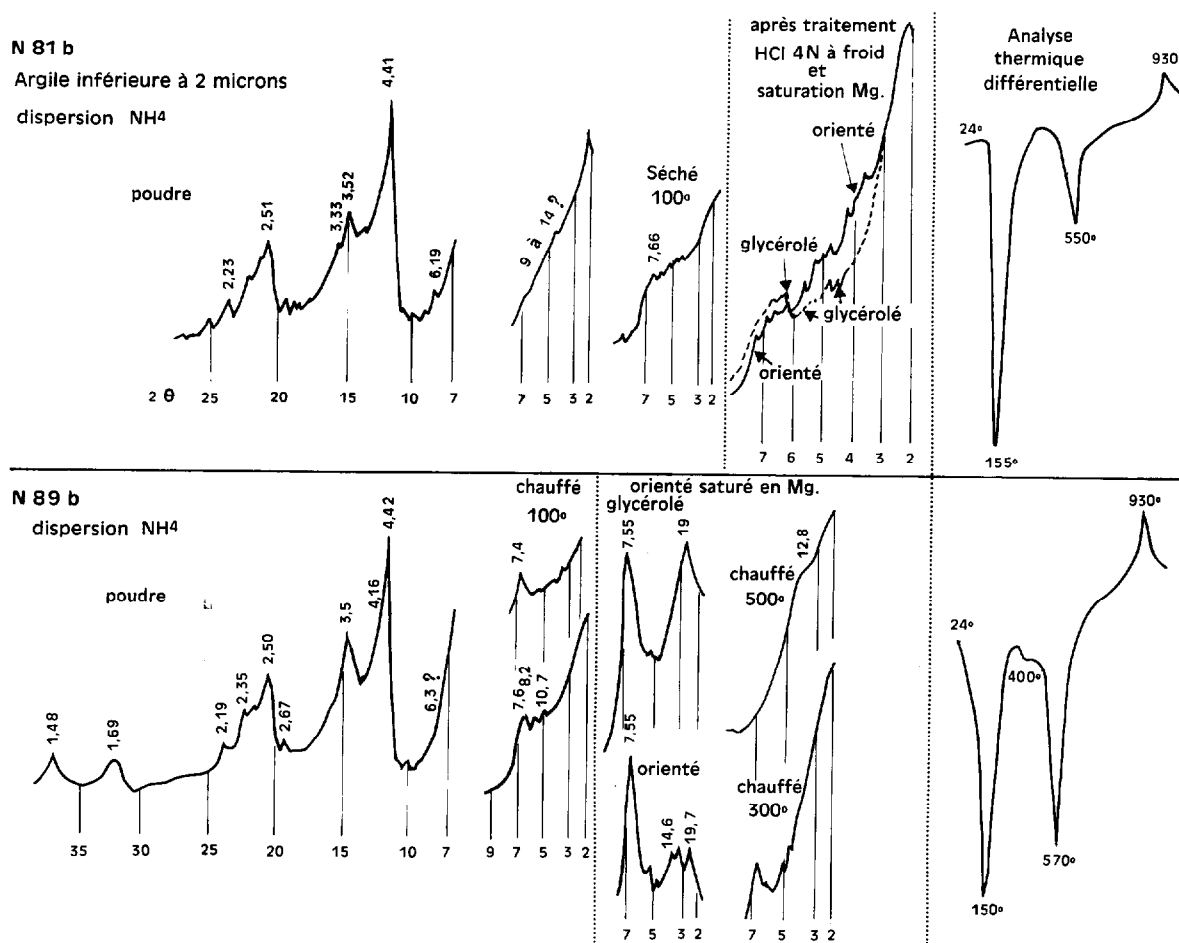 N 81 b
Argile inférieure à 2 microns
dispersion NH4
poudre
2,23
2,51
3,33
3,52
4,41
6,19
2 θ 25 20 15 10 7
9 à 14 ?
7 5 3 2
Séché
100°
7,66
7 5 3 2
après traitement
HCl 4N à froid
et
saturation Mg.
orienté
glycérolé
glycérolé
orienté
7 6 5 4 3 2
Analyse
thermique
différentielle
24°
930°
550°
155°
N 89 b
dispersion NH4
poudre
1,48
1,69
2,19
2,35
2,50
2,67
3,5
4,16
4,42
6,3 ?
35 30 25 20 15 10 7
chauffé
100°
7,4
7,6
8,2
10,7
9 7 5 3 2
orienté saturé en Mg.
glycérolé
7,55
19
7,55
orienté
14,6
19,7
7 5 3 2
chauffé
500°
12,8
chauffé
300°
7 5 3 2
24°
930°
400°
570°
150°